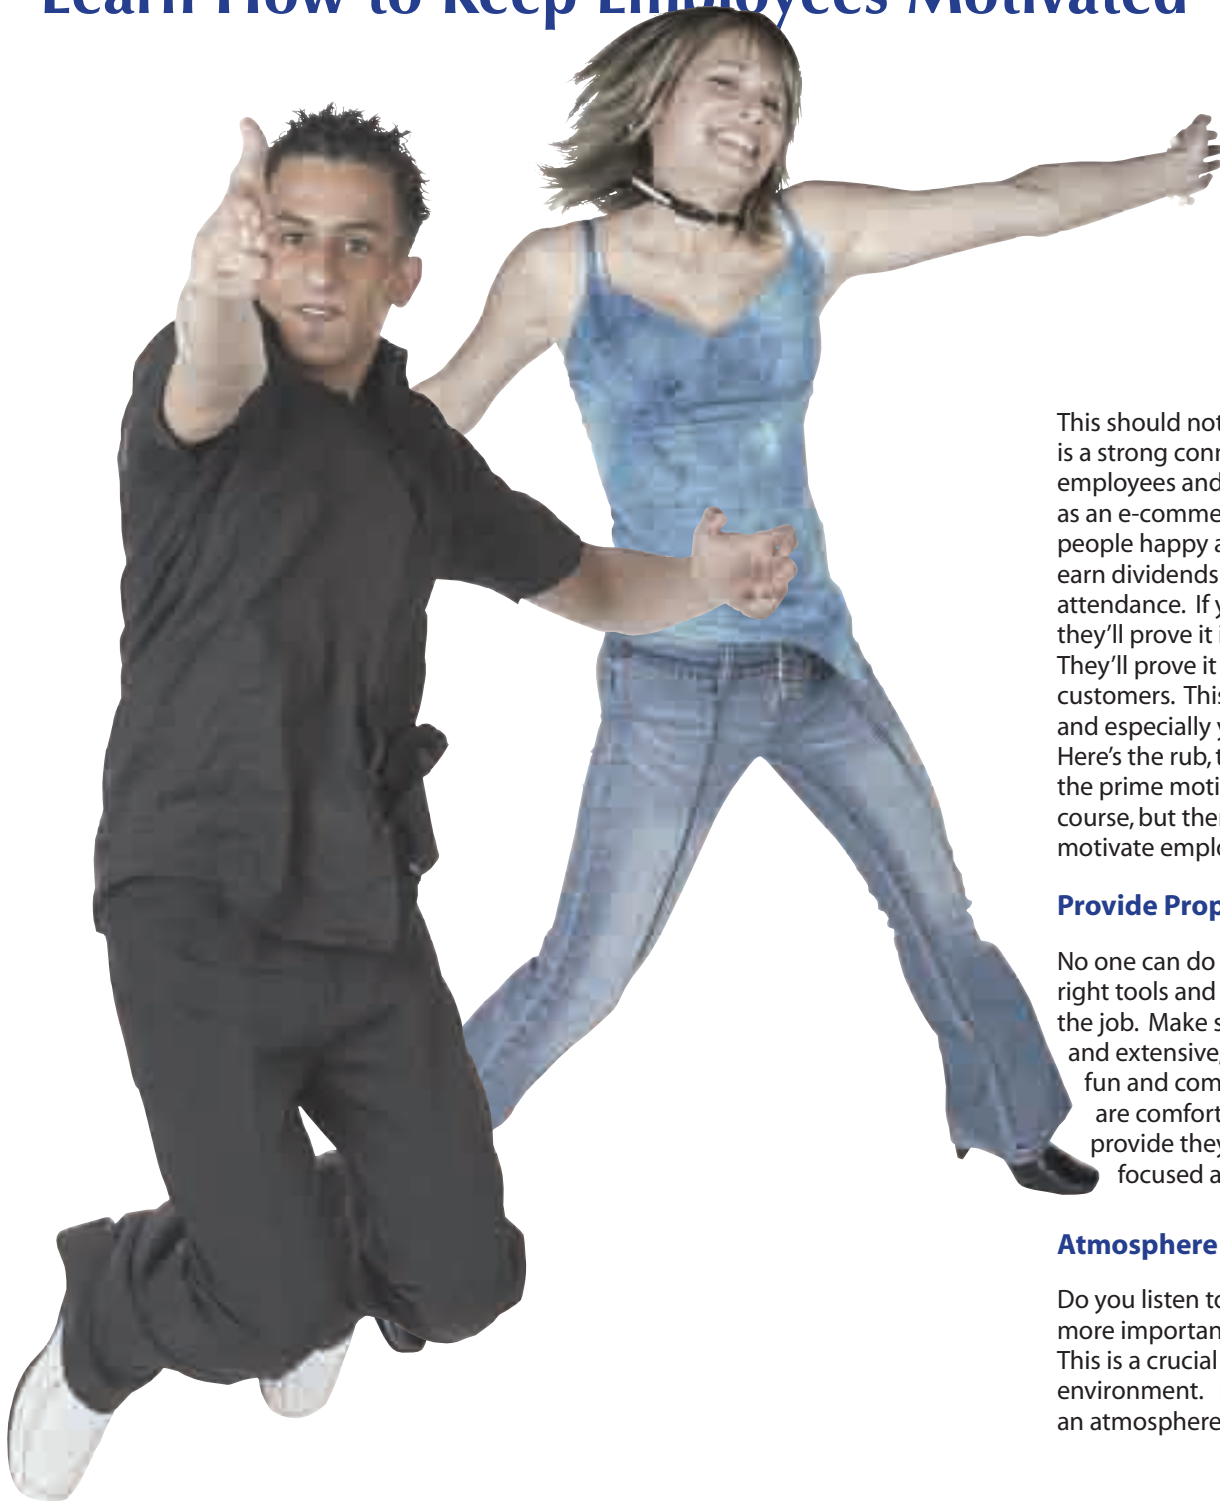 Learn How to Keep Employees Motivated
This should not
is a strong conn
employees and
as an e-comme
people happy a
earn dividends
attendance. If y
they'll prove it i
They'll prove it
customers. This
and especially y
Here's the rub, t
the prime moti
course, but ther
motivate emplo
Provide Prop
No one can do
right tools and
the job. Make s
and extensive,
fun and com
are comfort
provide they
focused a
Atmosphere
Do you listen to
more importan
This is a crucial
environment.
an atmosphere